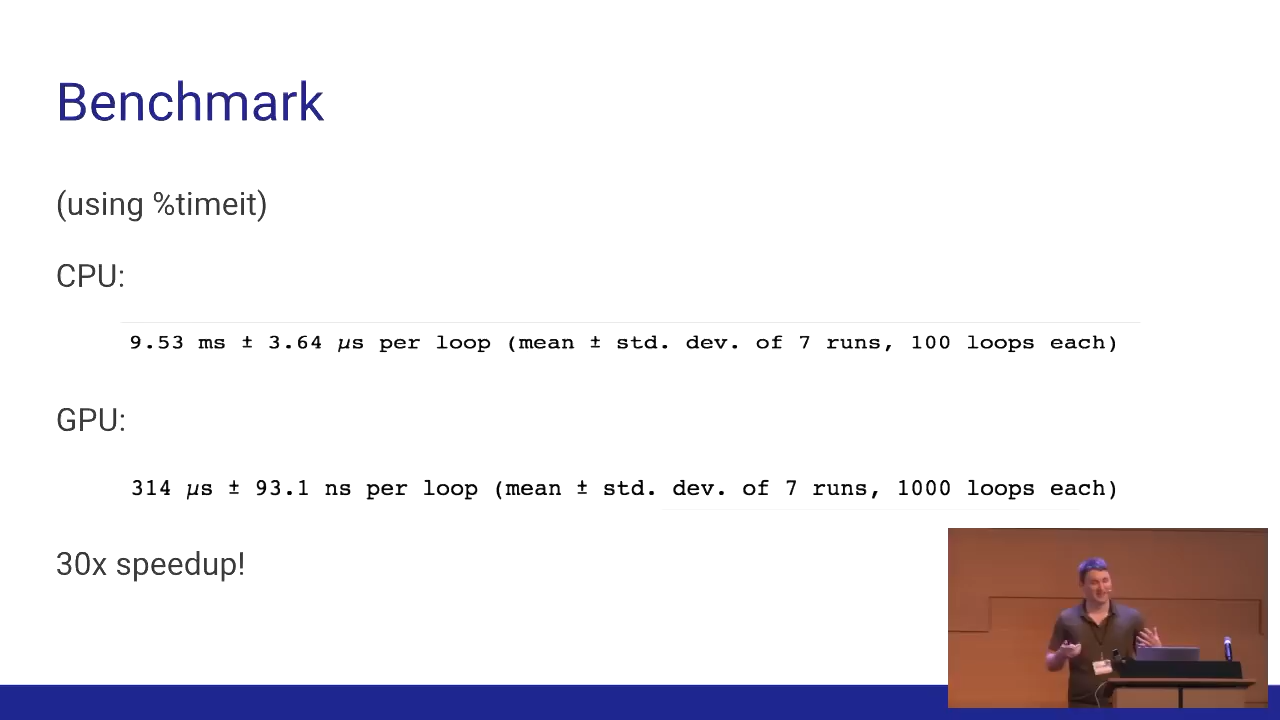 Benchmark
(using %timeit)
CPU:
9.53 ms ± 3.64 µs per loop (mean ± std. dev. of 7 runs, 100 loops each)
GPU:
314 µs ± 93.1 ns per loop (mean ± std. dev. of 7 runs, 1000 loops each)
30x speedup!